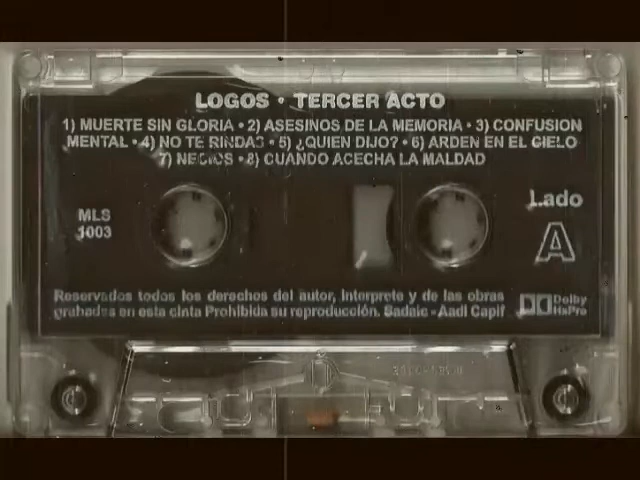 LOGOS • TERCER ACTO
1) MUERTE SIN GLORIA • 2) ASESINOS DE LA MEMORIA • 3) CONFUSION
MENTAL • 4) NO TE RINDAS • 5) ¿QUIEN DIJO? • 6) ARDEN EN EL CIELO
7) NECIOS • 8) CUANDO ACECHA LA MALDAD
MLS
1003
Lado
A
Reservados todos los derechos del autor, interprete y de las obras
grabadas en esta cinta Prohibida su reproducción. Sadaic - Aadi Capif
Dolby
HxPro